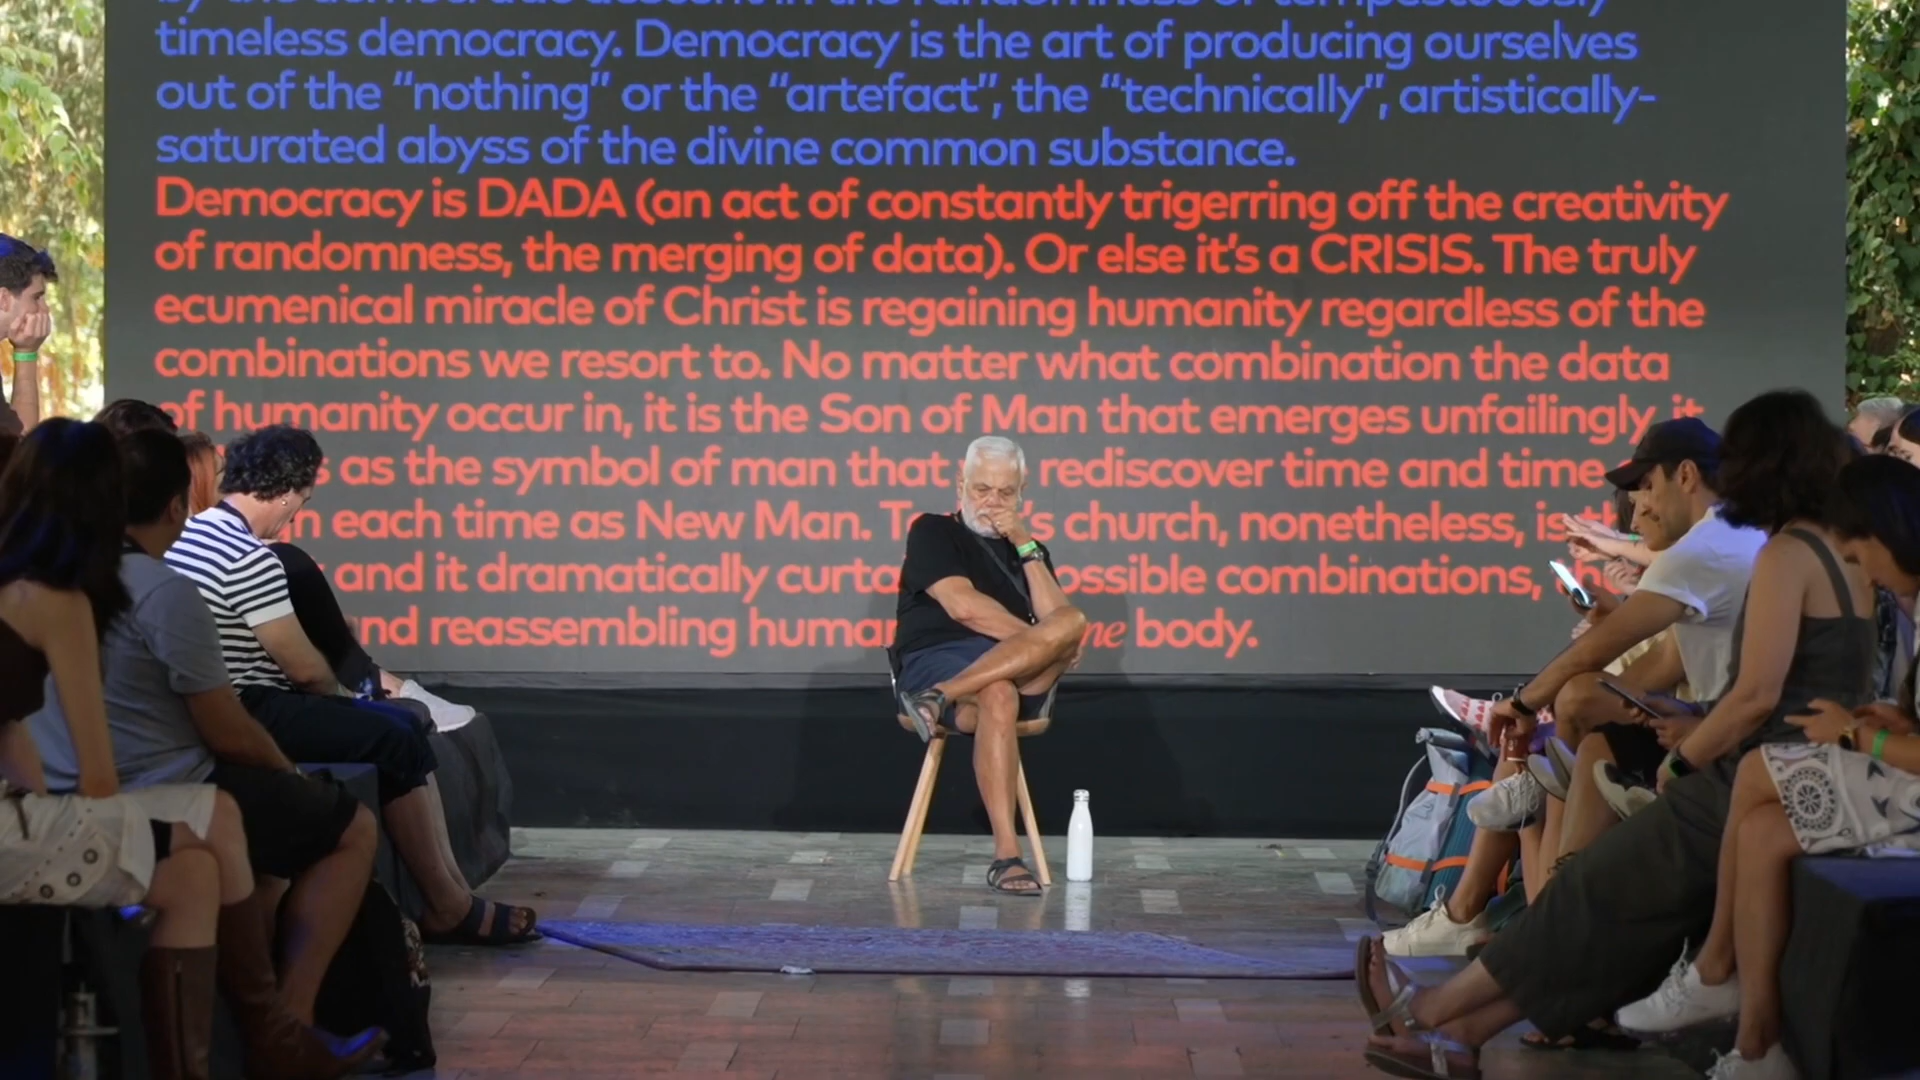 timeless democracy. Democracy is the art of producing ourselves
out of the “nothing” or the “artefact”, the “technically”, artistically-
saturated abyss of the divine common substance.
Democracy is DADA (an act of constantly trigerring off the creativity
of randomness, the merging of data). Or else it’s a CRISIS. The truly
ecumenical miracle of Christ is regaining humanity regardless of the
combinations we resort to. No matter what combination the data
of humanity occur in, it is the Son of Man that emerges unfailingly, it
as the symbol of man that rediscover time and time
each time as New Man. church, nonetheless, is
and it dramatically combinations,
and reassembling body.